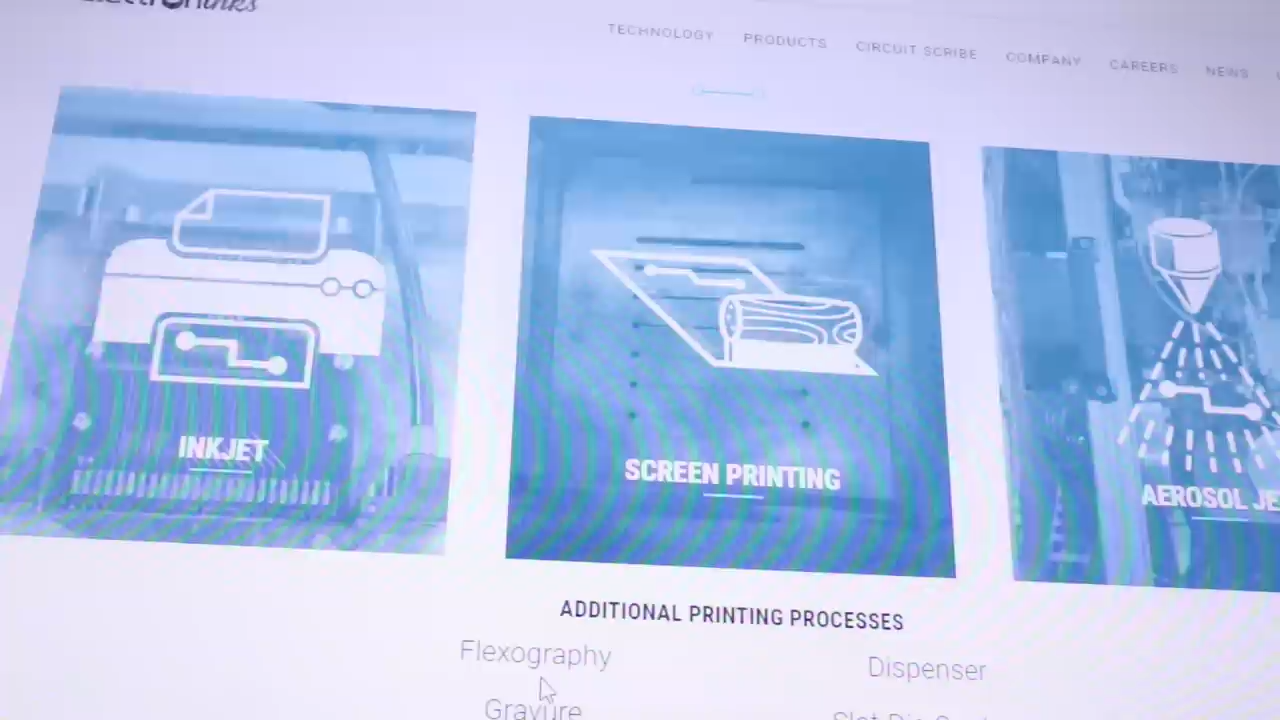 TECHNOLOGY PRODUCTS CIRCUIT SCRIBE COMPANY CAREERS NEWS
INKJET
SCREEN PRINTING
AEROSOL JE
ADDITIONAL PRINTING PROCESSES
Flexography
Dispenser
Gravure